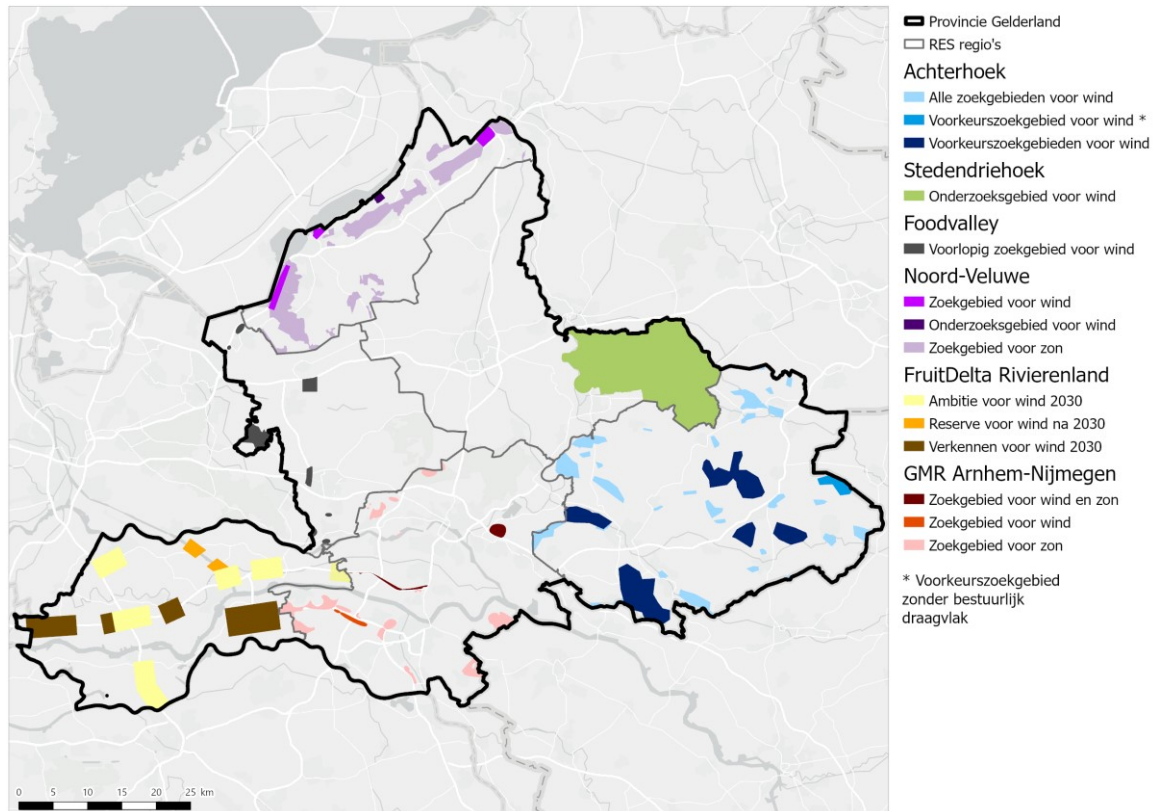 Provincie Gelderland
RES regio's
Achterhoek
Alle zoekgebieden voor wind
Voorkeurszoekgebied voor wind *
Voorkeurszoekgebieden voor wind
Stedendriehoek
Onderzoeksgebied voor wind
Foodvalley
Voorlopig zoekgebied voor wind
Noord-Veluwe
Zoekgebied voor wind
Onderzoeksgebied voor wind
Zoekgebied voor zon
FruitDelta Rivierenland
Ambitie voor wind 2030
Reserve voor wind na 2030
Verkennen voor wind 2030
GMR Arnhem-Nijmegen
Zoekgebied voor wind en zon
Zoekgebied voor wind
Zoekgebied voor zon
* Voorkeurszoekgebied
zonder bestuurlijk
draagvlak
0 5 10 15 20 25 km